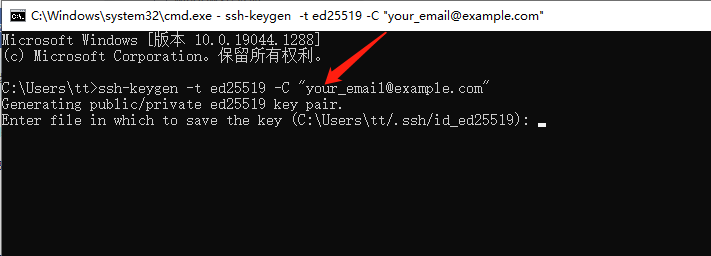 C:\Windows\system32\cmd.exe - ssh-keygen  -t ed25519 -C "your_email@example.com"
Microsoft Windows [版本 10.0.19044.1288]
(c) Microsoft Corporation。保留所有权利。
C:\Users\tt>ssh-keygen -t ed25519 -C "your_email@example.com"
Generating public/private ed25519 key pair.
Enter file in which to save the key (C:\Users\tt/.ssh/id_ed25519):